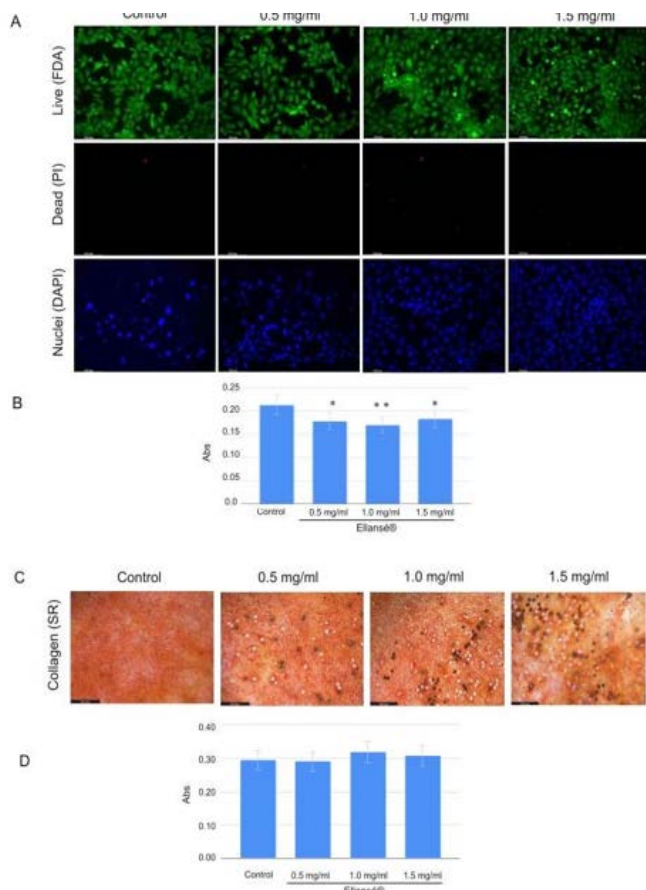 A
Control 0.5 mg/ml 1.0 mg/ml 1.5 mg/ml
Live (FDA)
Dead (PI)
Nuclei (DAPI)
B
Abs
0.25
0.20
0.15
0.10
0.05
0.0
* ** *
Control 0.5 mg/ml 1.0 mg/ml 1.5 mg/ml
Ellansé®
C
Control 0.5 mg/ml 1.0 mg/ml 1.5 mg/ml
Collagen (SR)
D
Abs
0.40
0.30
0.20
0.10
0.00
Control 0.5 mg/ml 1.0 mg/ml 1.5 mg/ml
Ellansé®